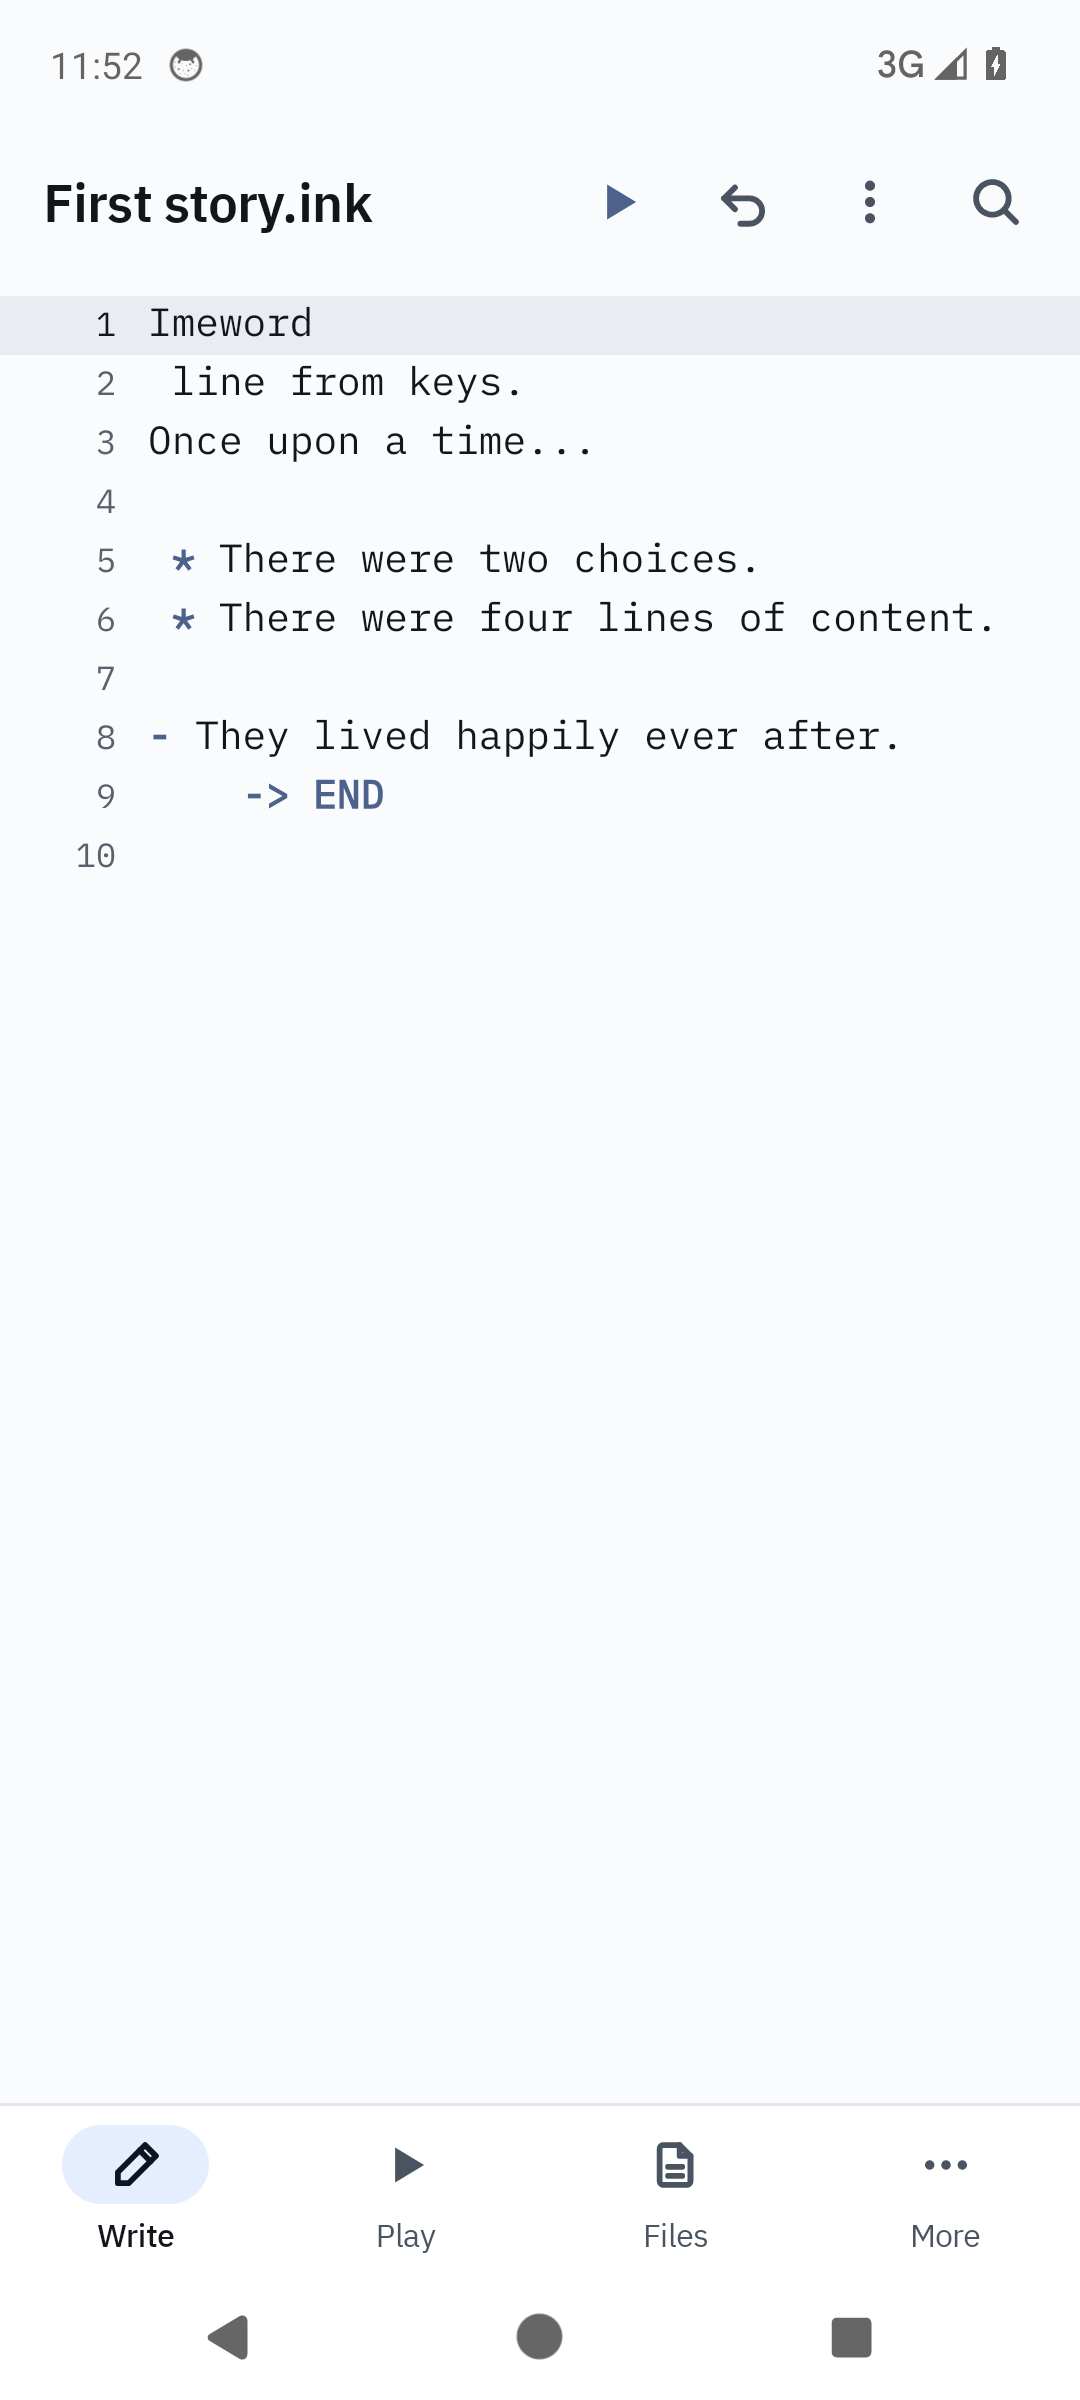 11:52 3G
First story.ink
1 Imeword
2 line from keys.
3 Once upon a time...
4
5 * There were two choices.
6 * There were four lines of content.
7
8 - They lived happily ever after.
9 -> END
10
Write Play Files More